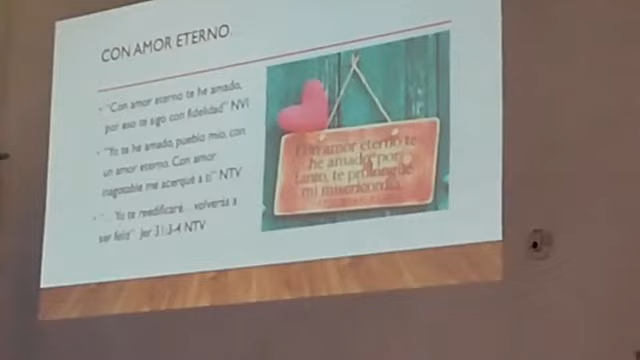 CON AMOR ETERNO
• "Con amor eterno te he amado,
por eso te sigo con fidelidad" NVI
• "Yo te he amado, pueblo mío, con
un amor eterno. Con amor
inagotable me acerqué a ti" NTV
• "... Yo te reedificaré... volverás a
ser feliz" Jer 31:3-4 NTV
Con amor eterno te
he amado por
tanto, te prolongué
mi misericordia.